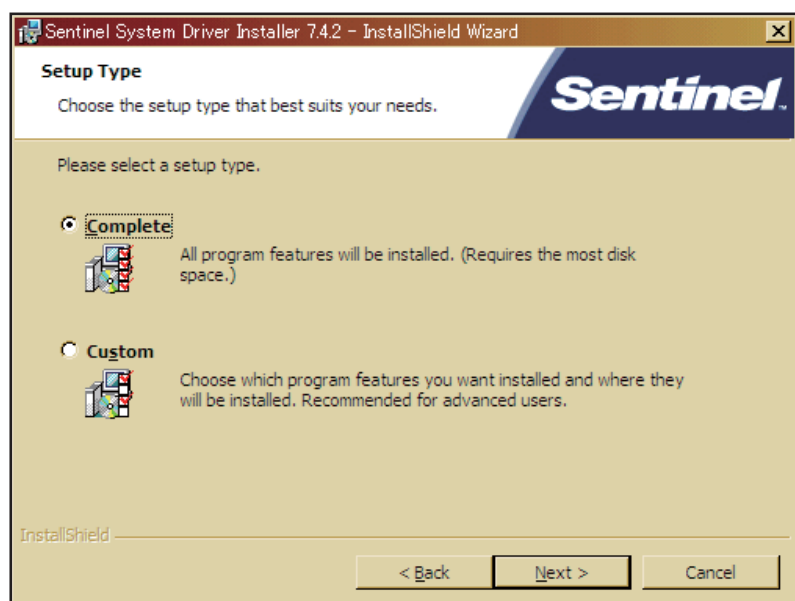 Sentinel System Driver Installer 7.4.2 - InstallShield Wizard
Setup Type
Choose the setup type that best suits your needs.
Sentinel.
Please select a setup type.
Complete
All program features will be installed. (Requires the most disk
space.)
Custom
Choose which program features you want installed and where they
will be installed. Recommended for advanced users.
InstallShield
< Back
Next >
Cancel